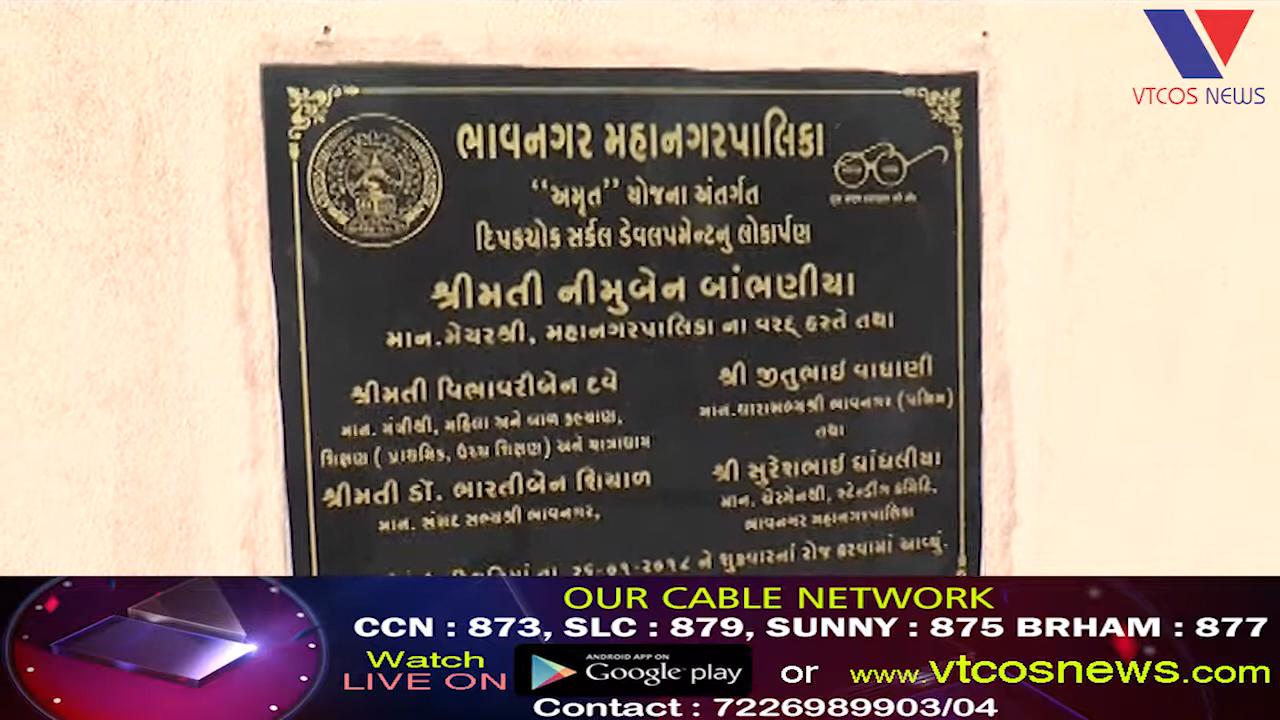 VTCOS NEWS
ભાવનગર મહાનગરપાલિકા
“અમૃત” યોજના અંતર્ગત
દિપકચોક સર્કલ ડેવલપમેન્ટનુ લોકાર્પણ
શ્રીમતી નીમુબેન બાંભણીયા
માન.મેયરશ્રી, મહાનગરપાલિકા ના વરદ્ હસ્તે તથા
શ્રીમતી વિભાવરીબેન દવે
માન. મંત્રીશ્રી, મહિલા અને બાળ કલ્યાણ,
શિક્ષણ ( પ્રાથમિક, ઉચ્ચ શિક્ષણ) અને યાત્રાધામ
શ્રીમતી ડૉ. ભારતીબેન શિયાળ
માન. સંસદ સભ્યશ્રી ભાવનગર,
શ્રી જીતુભાઈ વાઘાણી
માન.ધારાસભ્યશ્રી ભાવનગર (પશ્ચિમ)
તથા
શ્રી સુરેશભાઈ ધાંધલીયા
માન. ચેરમેનશ્રી, સ્ટેન્ડીંગ કમિટિ,
ભાવનગર મહાનગરપાલિકા
તા. ૨૬-૦૧-૨૦૧૮ ને શુક્રવારના રોજ કરવામાં આવ્યું.
OUR CABLE NETWORK
CCN : 873, SLC : 879, SUNNY : 875 BRHAM : 877
Watch
LIVE ON
ANDROID APP ON
Google play
or www.vtcosnews.com
Contact : 7226989903/04